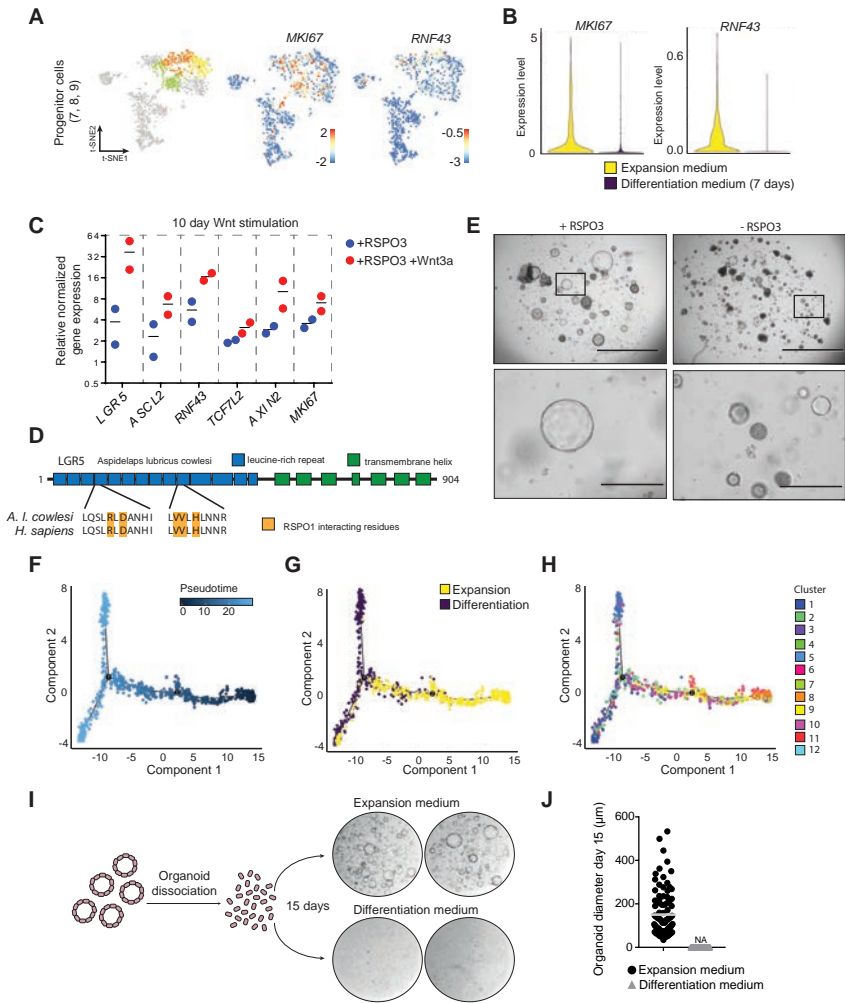 A
MKI67
RNF43
Progenitor cells
(7, 8, 9)
t-SNE2
t-SNE1
2
-2
-0.5
-3
B
MKI67
RNF43
Expression level
5
0
Expression level
0.6
0.0
Expansion medium
Differentiation medium (7 days)
C
10 day Wnt stimulation
+RSPO3
+RSPO3 +Wnt3a
Relative normalized
gene expression
64
32
16
8
4
2
1
0.5
LGR5
ASCL2
RNF43
TCF7L2
AXIN2
MKI67
D
LGR5
Aspidelaps lubricus cowlesi
leucine-rich repeat
transmembrane helix
1
904
A. l. cowlesi
LQSLRLDANHI
LVVLHLNNR
H. sapiens
LQSLRLDANHI
LVVLHLNNR
RSPO1 interacting residues
E
+ RSPO3
- RSPO3
F
Pseudotime
0 10 20
Component 2
8
4
0
-4
-10 -5 0 5 10 15
Component 1
G
Expansion
Differentiation
Component 2
8
4
0
-4
-10 -5 0 5 10 15
Component 1
H
Component 2
8
4
0
-4
-10 -5 0 5 10 15
Component 1
Cluster
1
2
3
4
5
6
7
8
9
10
11
12
I
Organoid
dissociation
15 days
Expansion medium
Differentiation medium
J
Organoid diameter day 15 (µm)
600
400
200
0
NA
Expansion medium
Differentiation medium